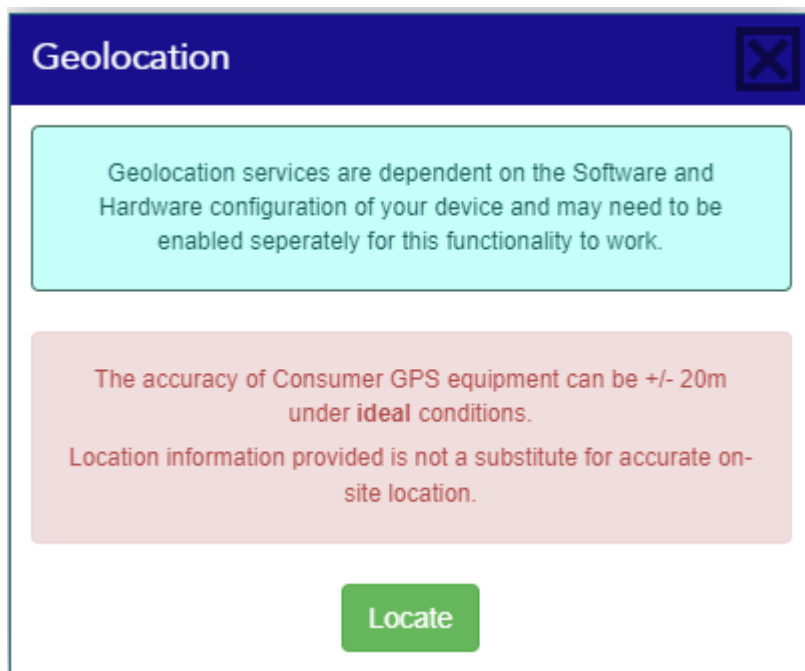 Geolocation
Geolocation services are dependent on the Software and
Hardware configuration of your device and may need to be
enabled seperately for this functionality to work.
The accuracy of Consumer GPS equipment can be +/- 20m
under ideal conditions.
Location information provided is not a substitute for accurate on-
site location.
Locate